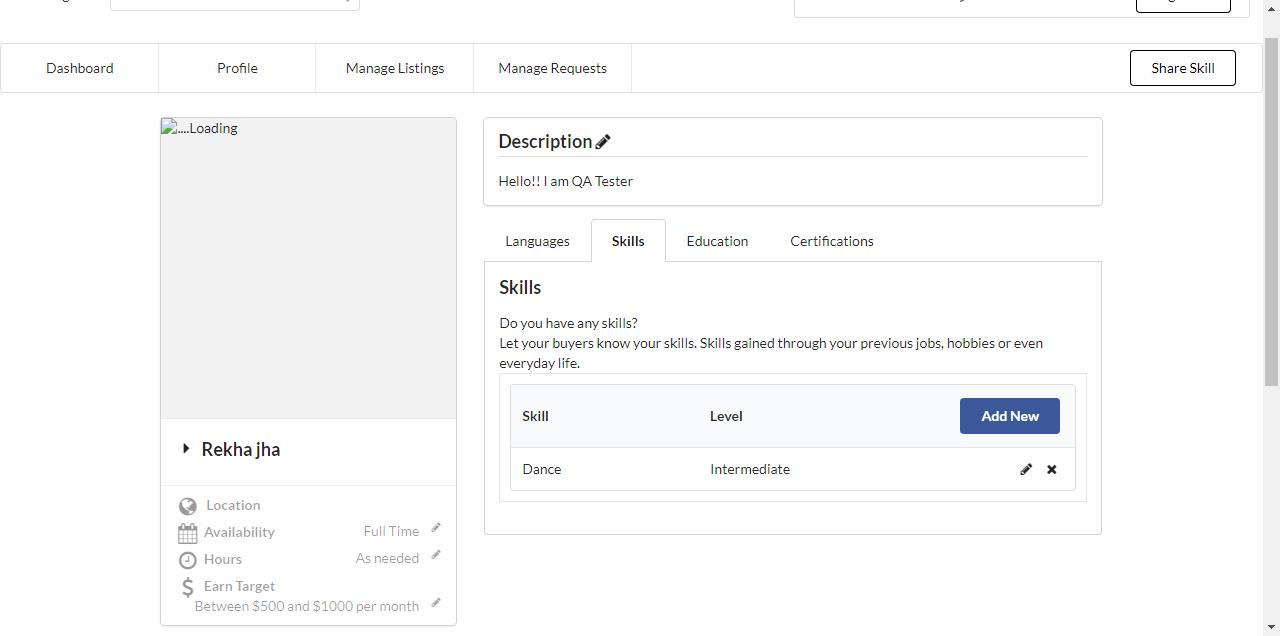 Dashboard
Profile
Manage Listings
Manage Requests
Share Skill
....Loading
Rekha jha
Location
Availability
Full Time
Hours
As needed
Earn Target
Between $500 and $1000 per month
Description
Hello!! I am QA Tester
Languages
Skills
Education
Certifications
Skills
Do you have any skills?
Let your buyers know your skills. Skills gained through your previous jobs, hobbies or even
everyday life.
Skill
Level
Add New
Dance
Intermediate